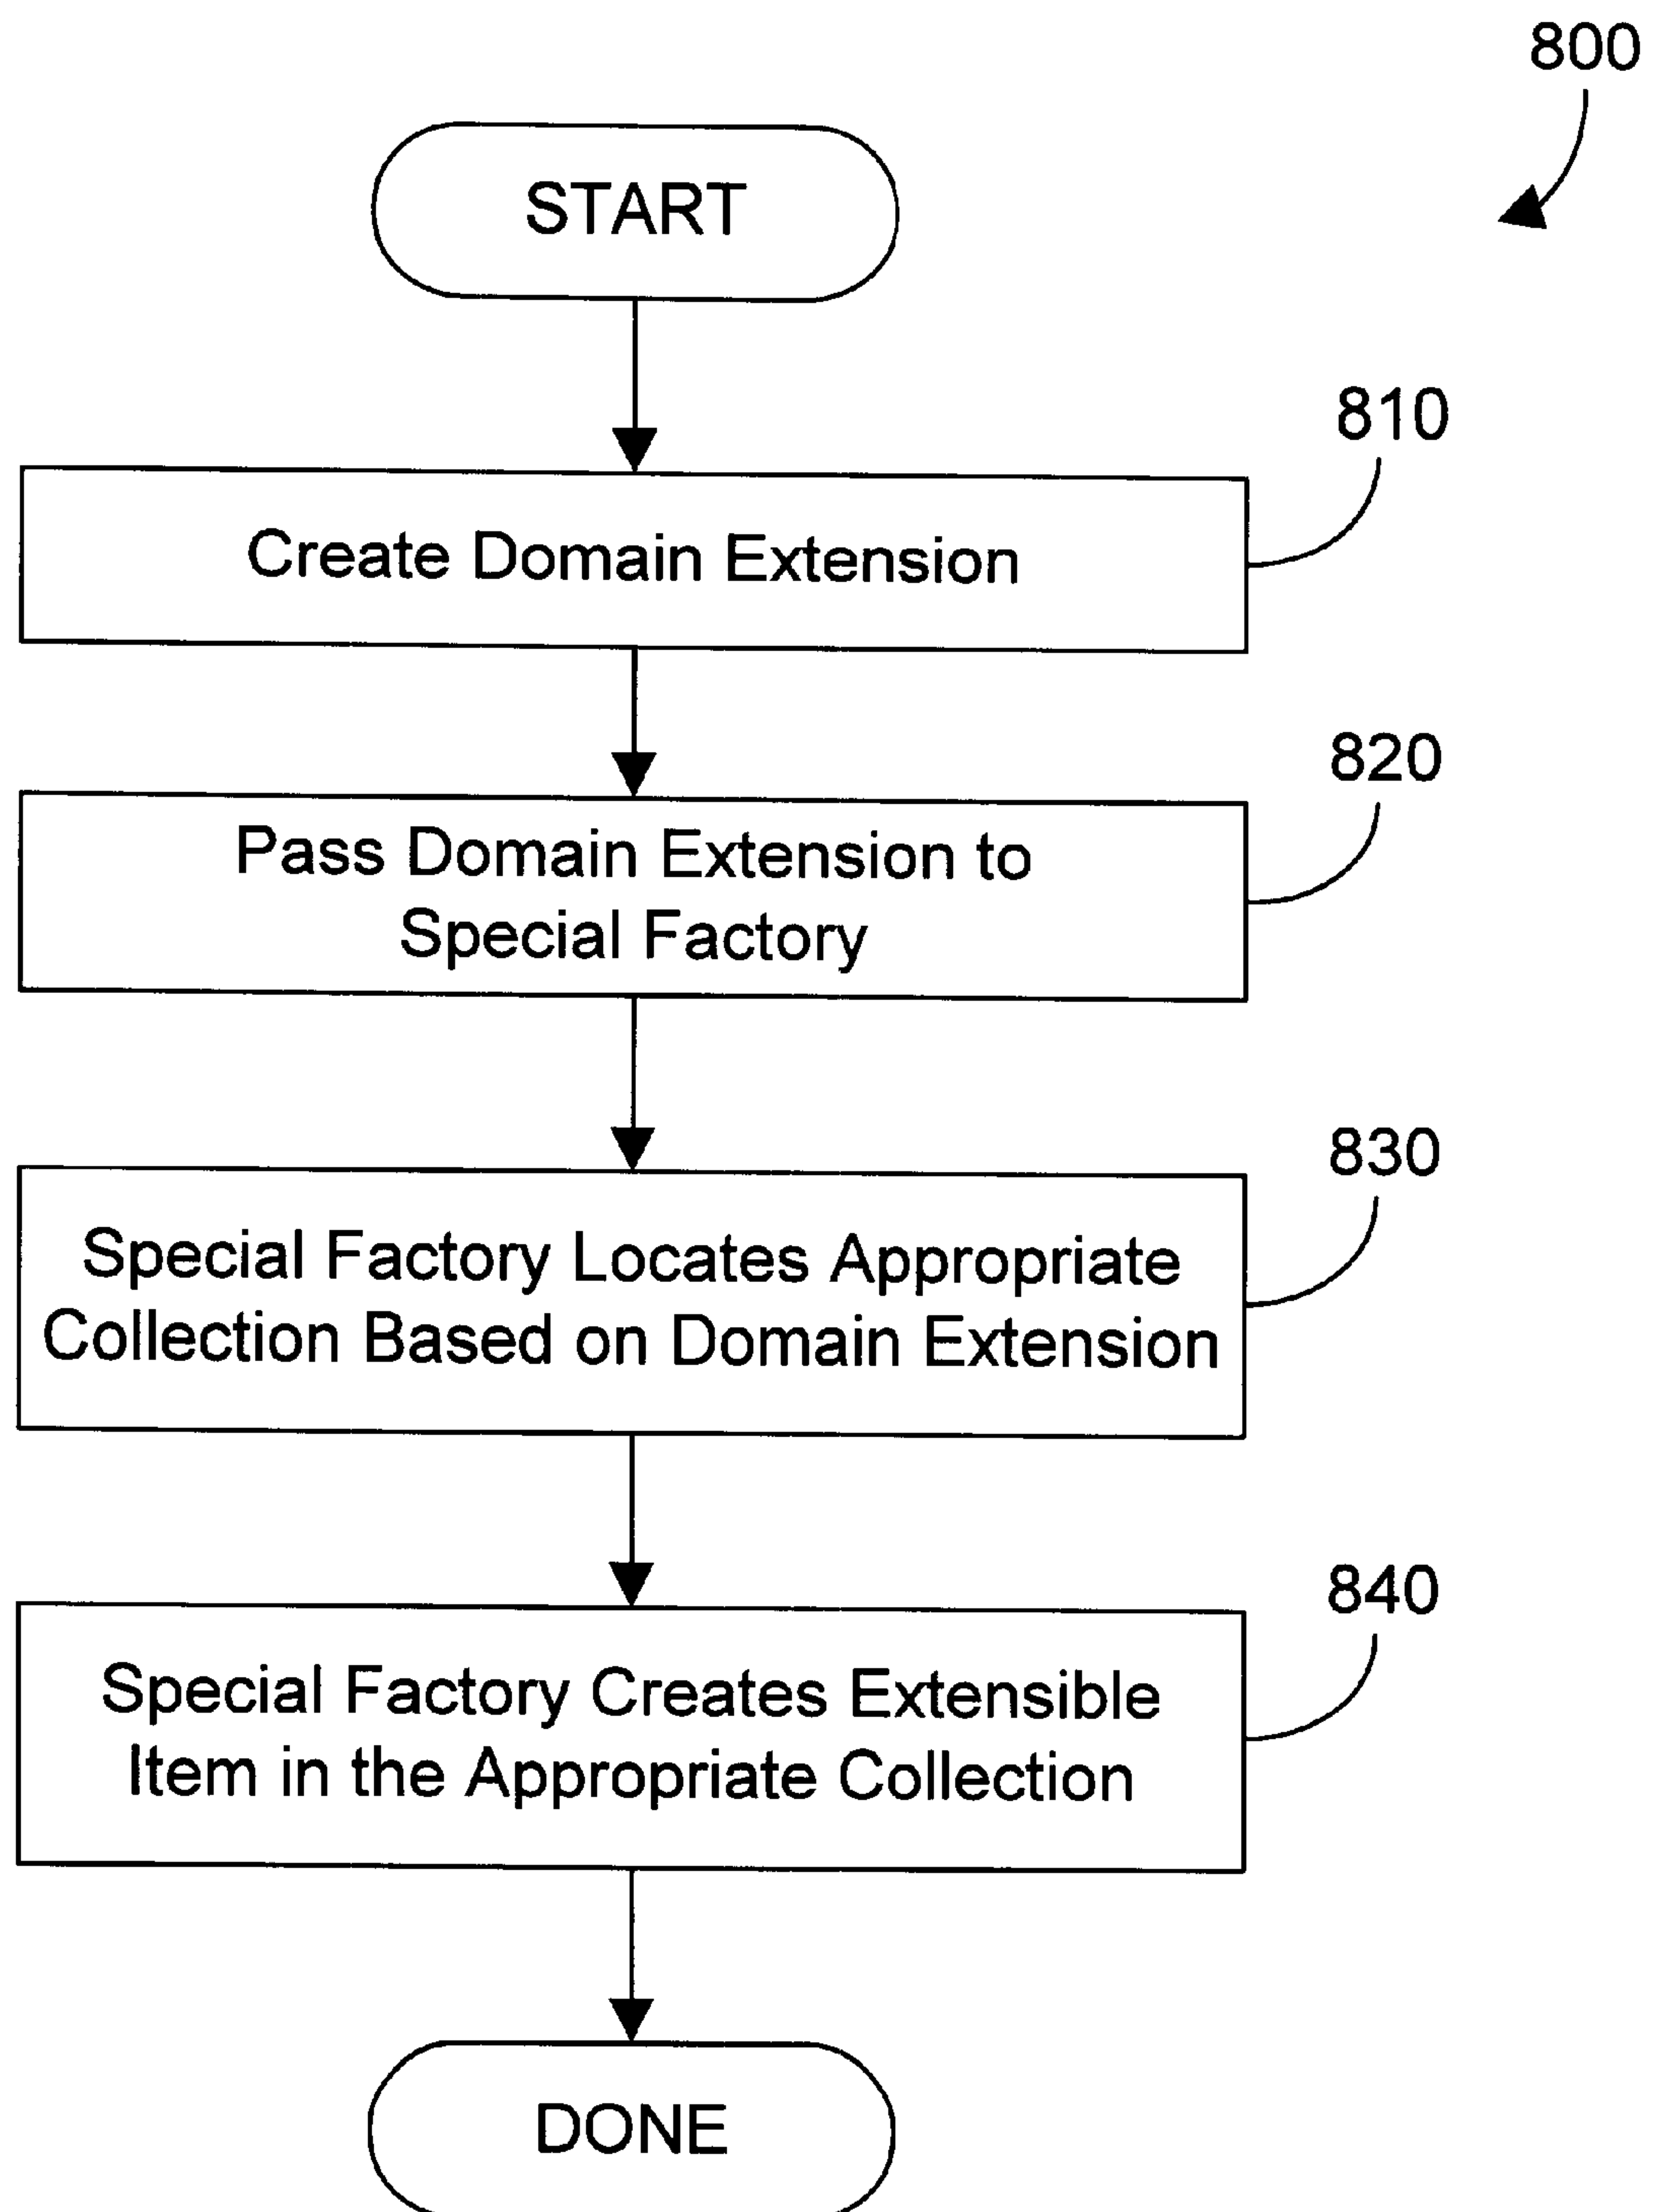 800
START
810
Create Domain Extension
820
Pass Domain Extension to
Special Factory
830
Special Factory Locates Appropriate
Collection Based on Domain Extension
840
Special Factory Creates Extensible
Item in the Appropriate Collection
DONE